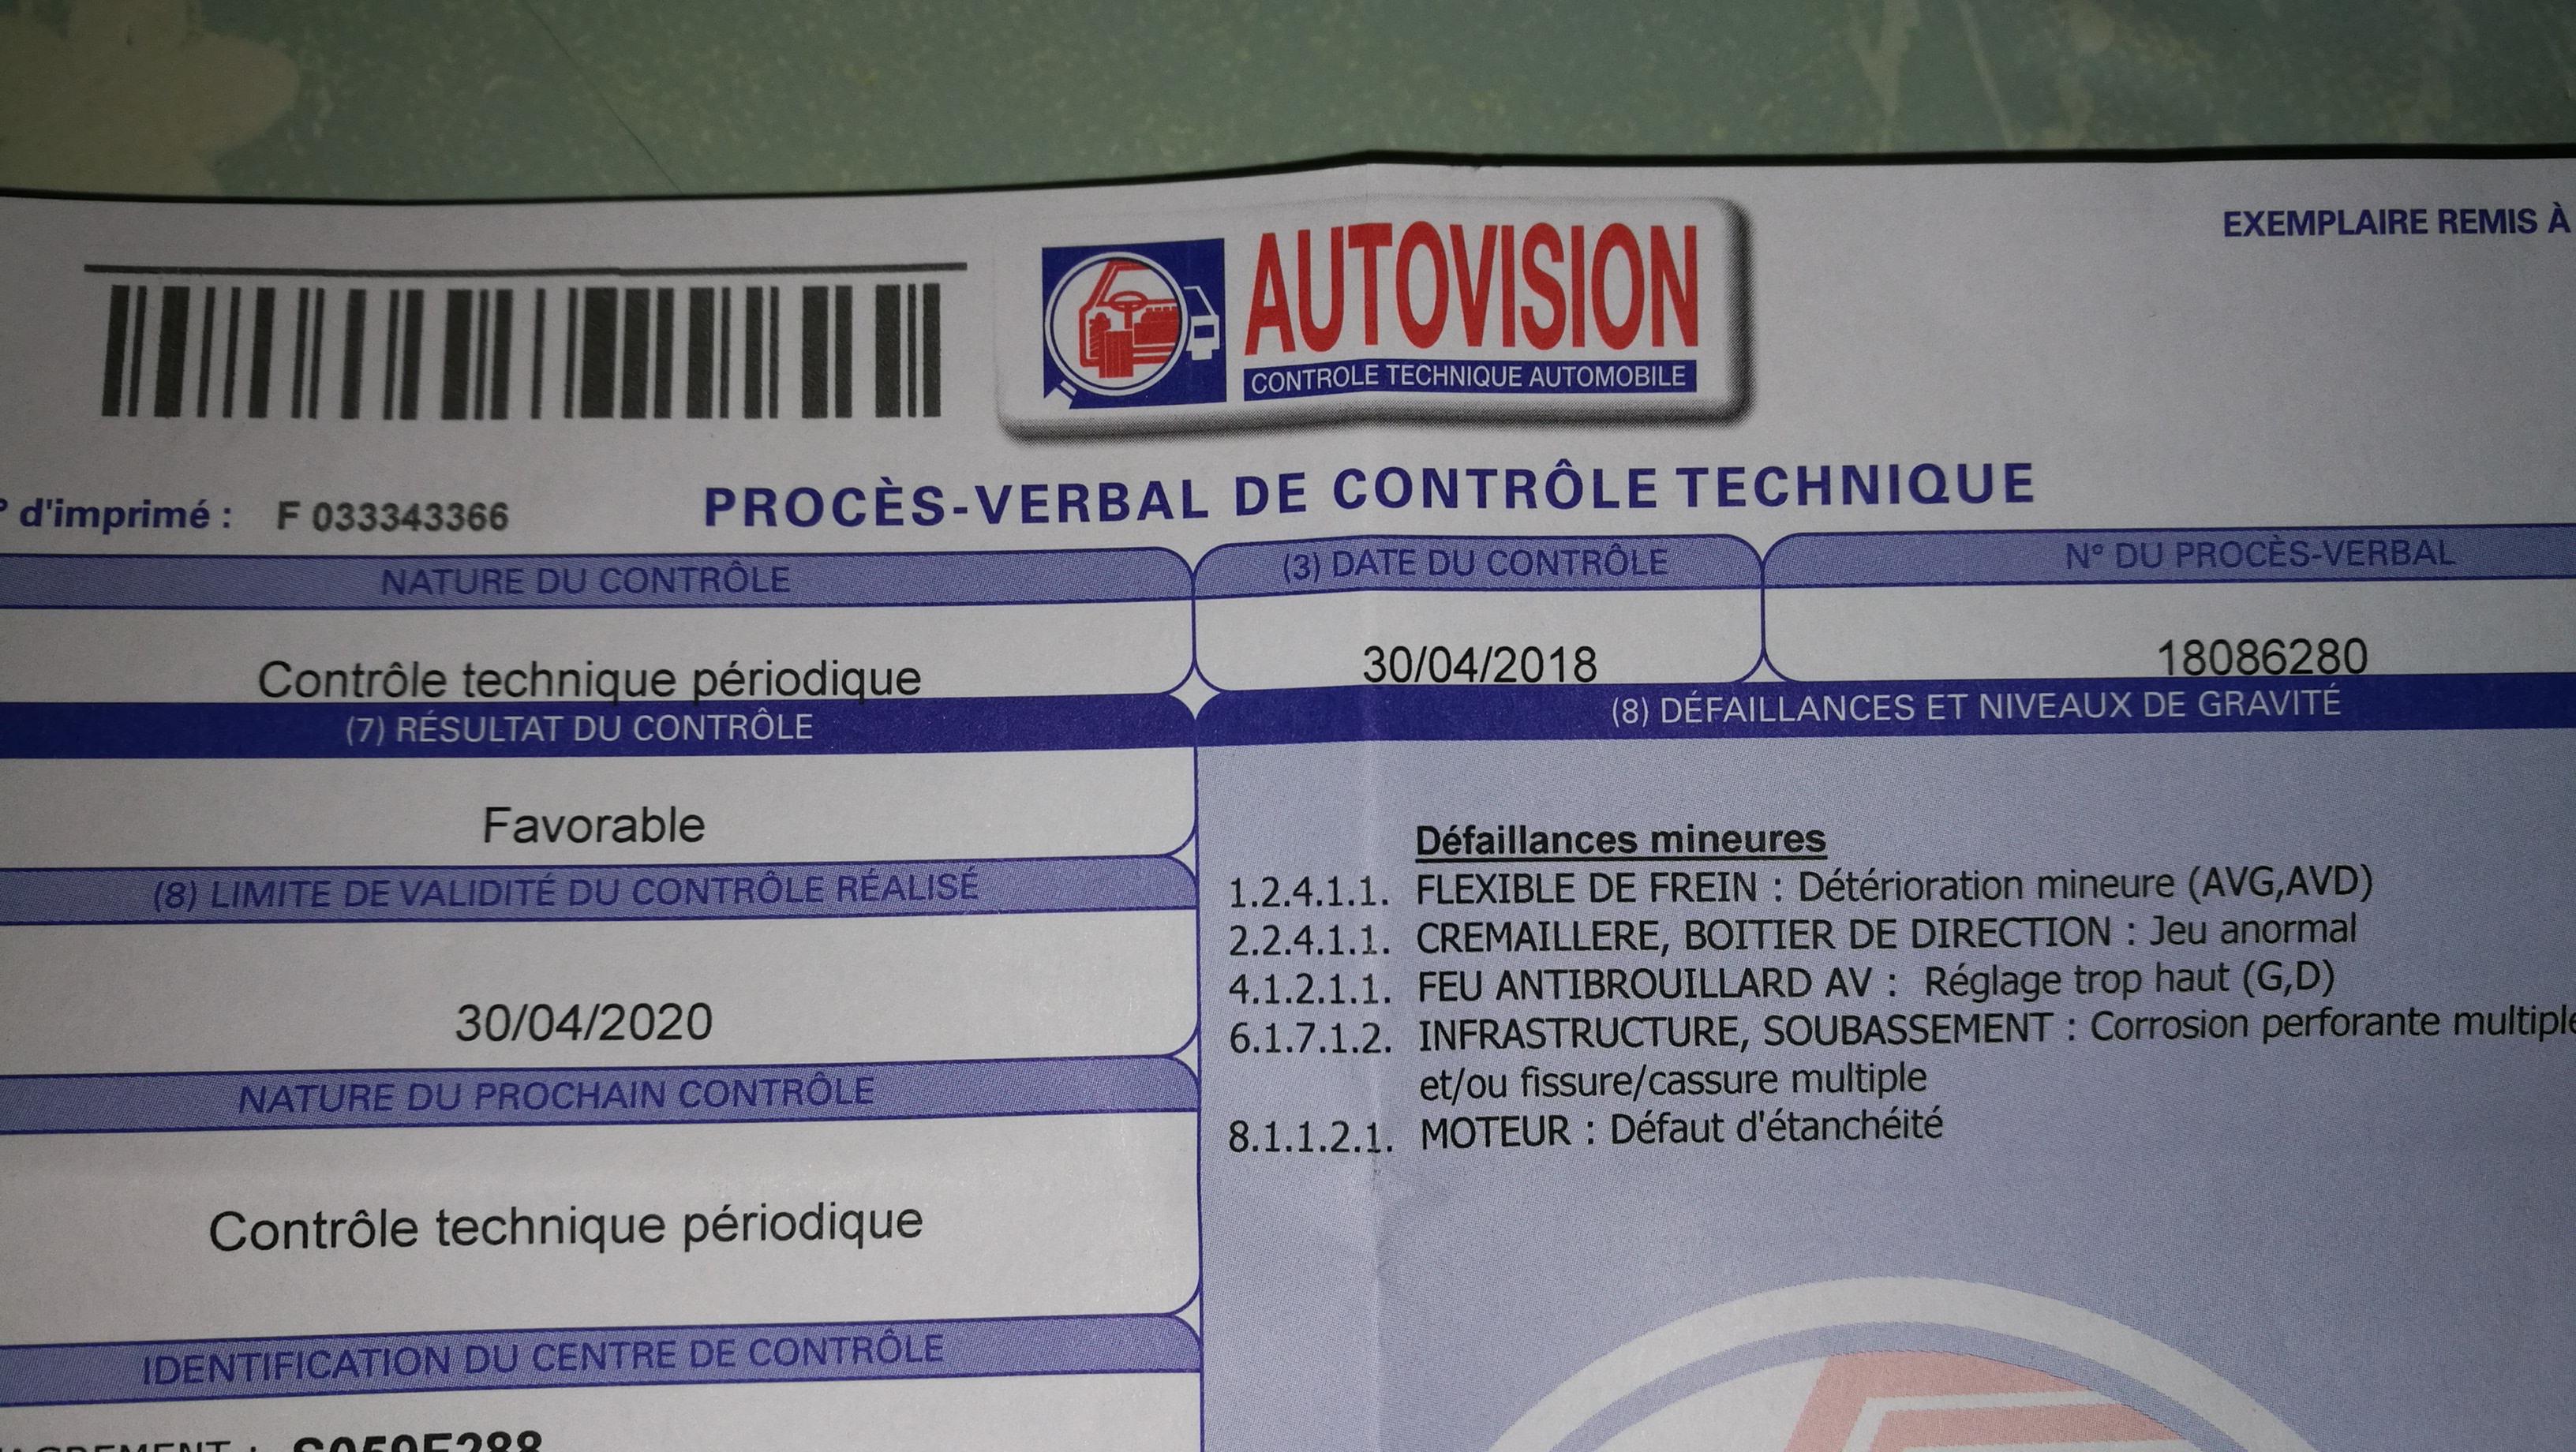 EXEMPLAIRE REMIS À
AUTOVISION
CONTROLE TECHNIQUE AUTOMOBILE
d'imprimé : F 033343366
PROCÈS-VERBAL DE CONTRÔLE TECHNIQUE
NATURE DU CONTRÔLE
Contrôle technique périodique
(3) DATE DU CONTRÔLE
30/04/2018
N° DU PROCÈS-VERBAL
18086280
(7) RÉSULTAT DU CONTRÔLE
Favorable
(8) LIMITE DE VALIDITÉ DU CONTRÔLE RÉALISÉ
30/04/2020
NATURE DU PROCHAIN CONTRÔLE
Contrôle technique périodique
IDENTIFICATION DU CENTRE DE CONTRÔLE
(8) DÉFAILLANCES ET NIVEAUX DE GRAVITÉ
Défaillances mineures
1.2.4.1.1. FLEXIBLE DE FREIN : Détérioration mineure (AVG,AVD)
2.2.4.1.1. CREMAILLERE, BOITIER DE DIRECTION : Jeu anormal
4.1.2.1.1. FEU ANTIBROUILLARD AV : Réglage trop haut (G,D)
6.1.7.1.2. INFRASTRUCTURE, SOUBASSEMENT : Corrosion perforante multiple
et/ou fissure/cassure multiple
8.1.1.2.1. MOTEUR : Défaut d'étanchéité